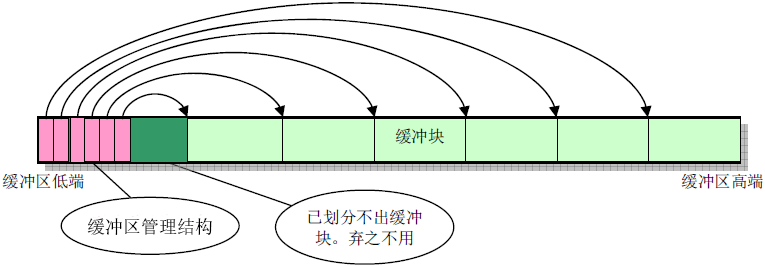 缓冲块
缓冲区低端
缓冲区高端
缓冲区管理结构
已划分不出缓冲
块。弃之不用